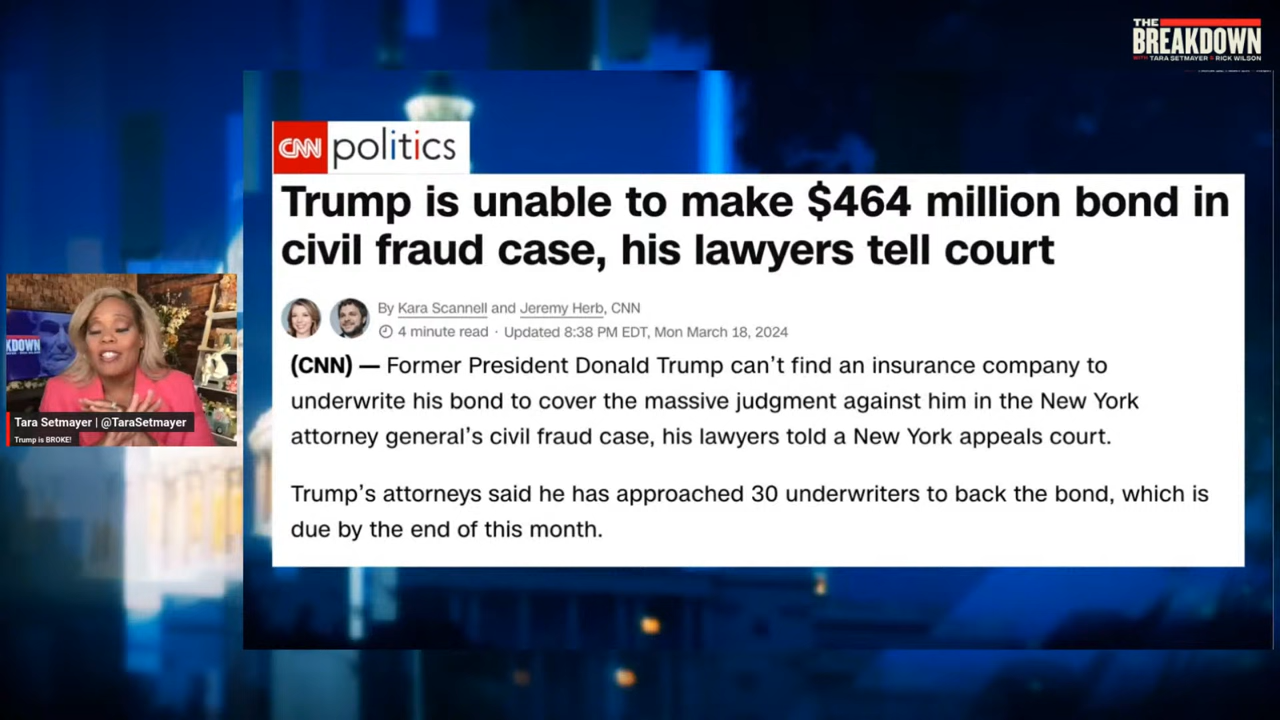 THE
BREAKDOWN
WITH TARA SETMAYER & RICK WILSON
CNN politics
Trump is unable to make $464 million bond in
civil fraud case, his lawyers tell court
By Kara Scannell and Jeremy Herb, CNN
4 minute read · Updated 8:38 PM EDT, Mon March 18, 2024
(CNN) — Former President Donald Trump can’t find an insurance company to
underwrite his bond to cover the massive judgment against him in the New York
attorney general’s civil fraud case, his lawyers told a New York appeals court.
Trump’s attorneys said he has approached 30 underwriters to back the bond, which is
due by the end of this month.
KDOWN
Tara Setmayer | @TaraSetmayer
Trump is BROKE!